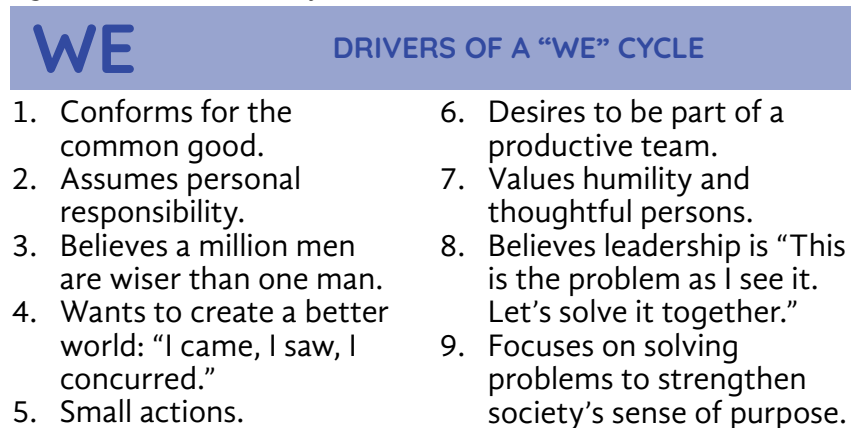 WE
DRIVERS OF A “WE” CYCLE
1. Conforms for the
common good.
2. Assumes personal
responsibility.
3. Believes a million men
are wiser than one man.
4. Wants to create a better
world: “I came, I saw, I
concurred.”
5. Small actions.
6. Desires to be part of a
productive team.
7. Values humility and
thoughtful persons.
8. Believes leadership is “This
is the problem as I see it.
Let’s solve it together.”
9. Focuses on solving
problems to strengthen
society’s sense of purpose.